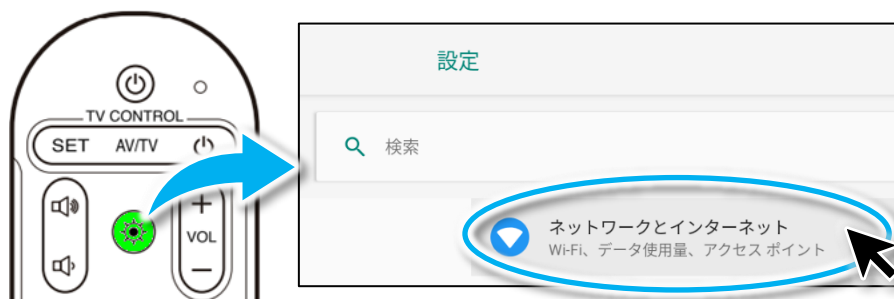 TV CONTROL
SET AV/TV
+
VOL
−
設定
検索
ネットワークとインターネット
Wi-Fi、データ使用量、アクセス ポイント